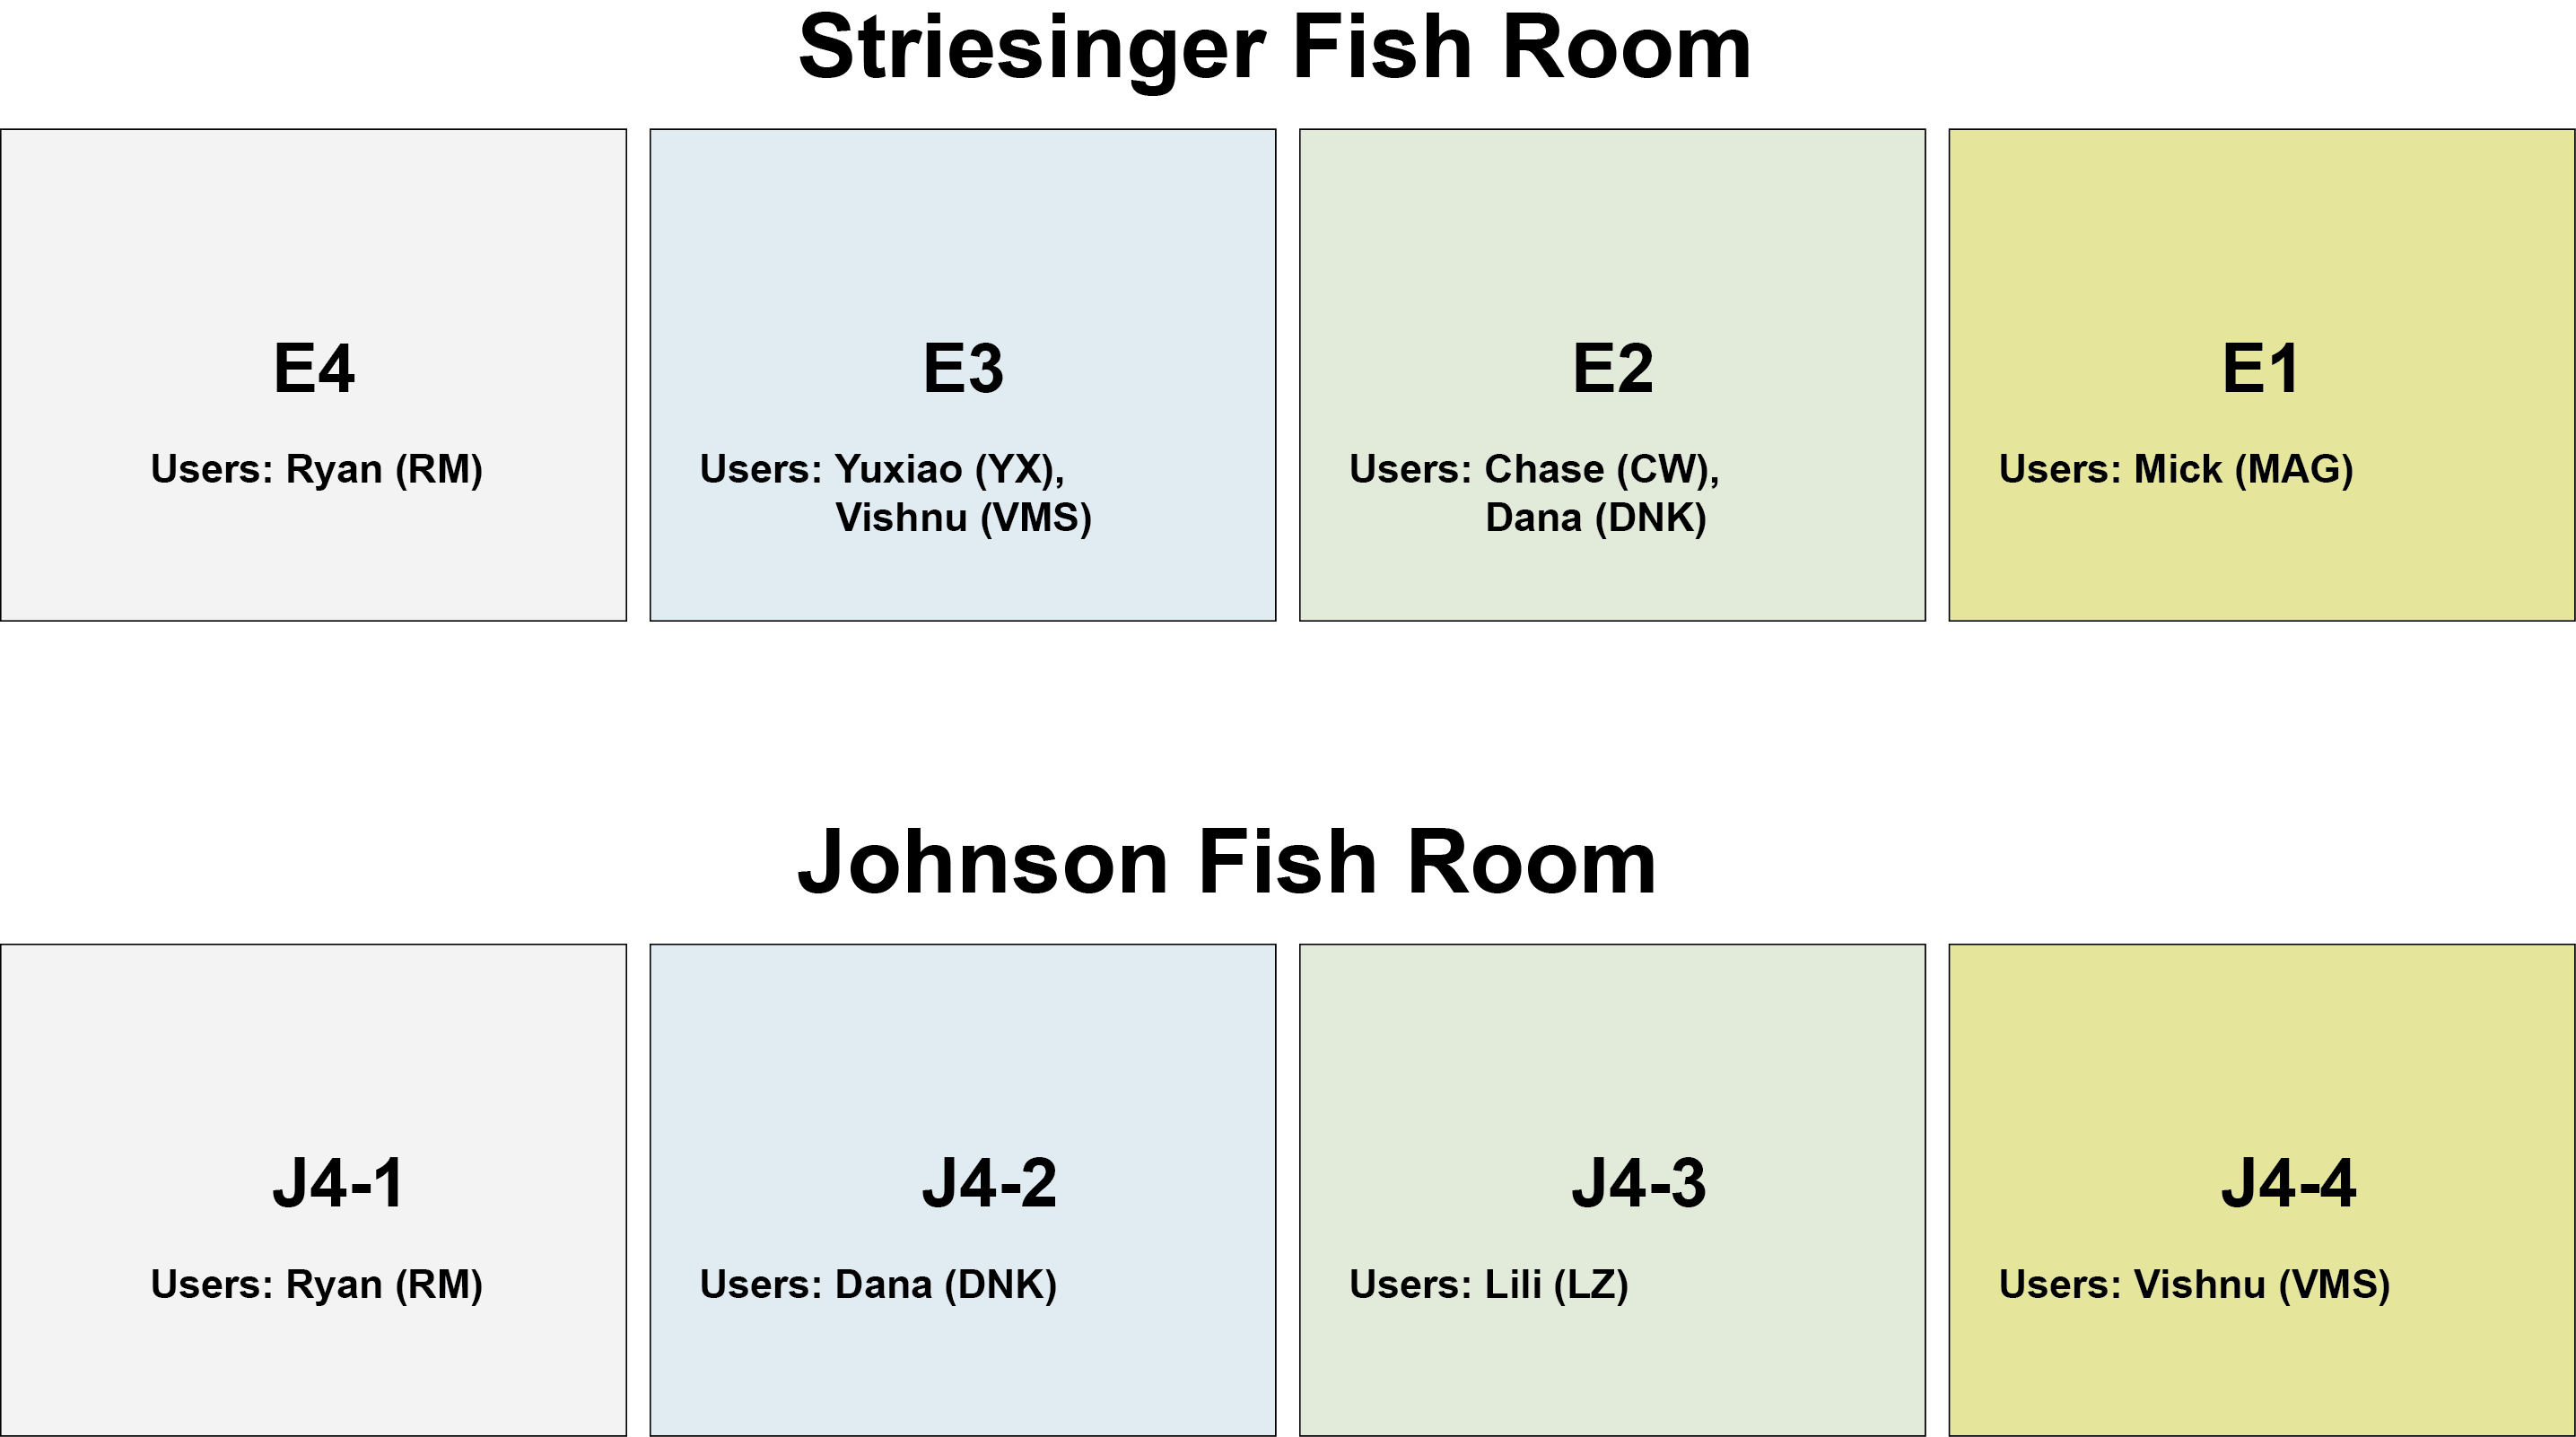 Striesinger Fish Room
E4
Users: Ryan (RM)
E3
Users: Yuxiao (YX),
Vishnu (VMS)
E2
Users: Chase (CW),
Dana (DNK)
E1
Users: Mick (MAG)
Johnson Fish Room
J4-1
Users: Ryan (RM)
J4-2
Users: Dana (DNK)
J4-3
Users: Lili (LZ)
J4-4
Users: Vishnu (VMS)